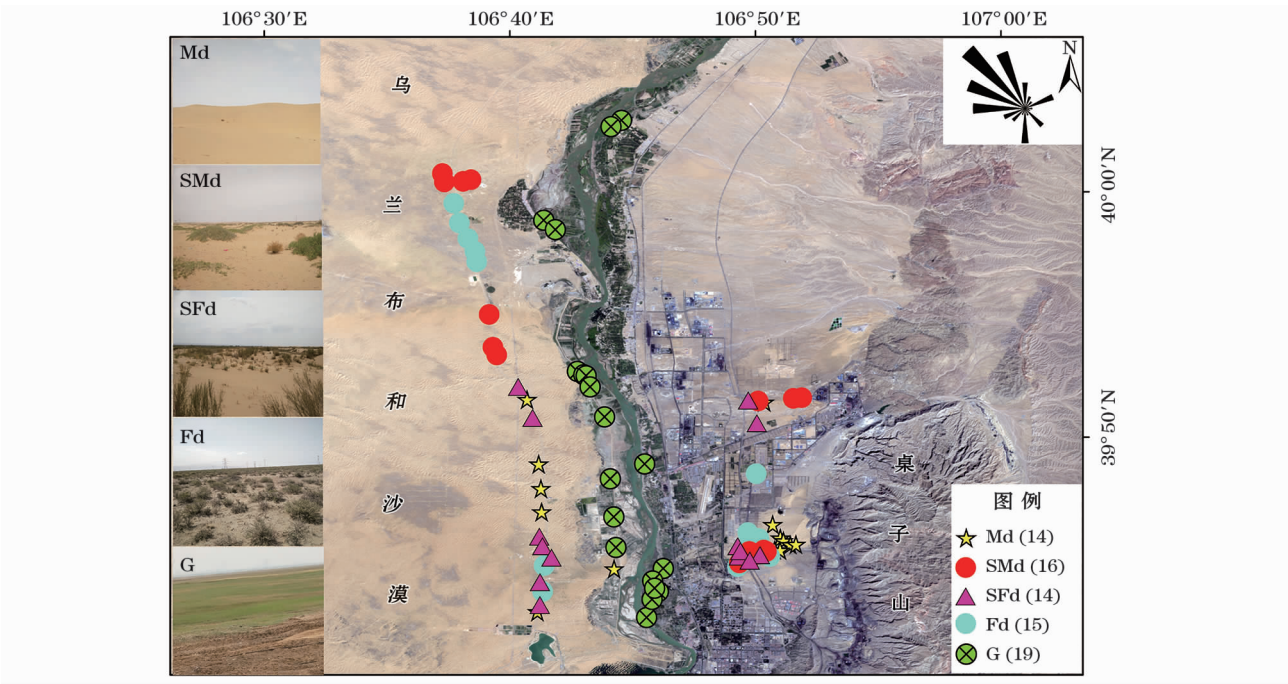 106°30′E
106°40′E
106°50′E
107°00′E
Md
SMd
SFd
Fd
G
乌
兰
布
和
沙
漠
N
40°00′N
39°50′N
桌
子
山
图 例
Md (14)
SMd (16)
SFd (14)
Fd (15)
G (19)